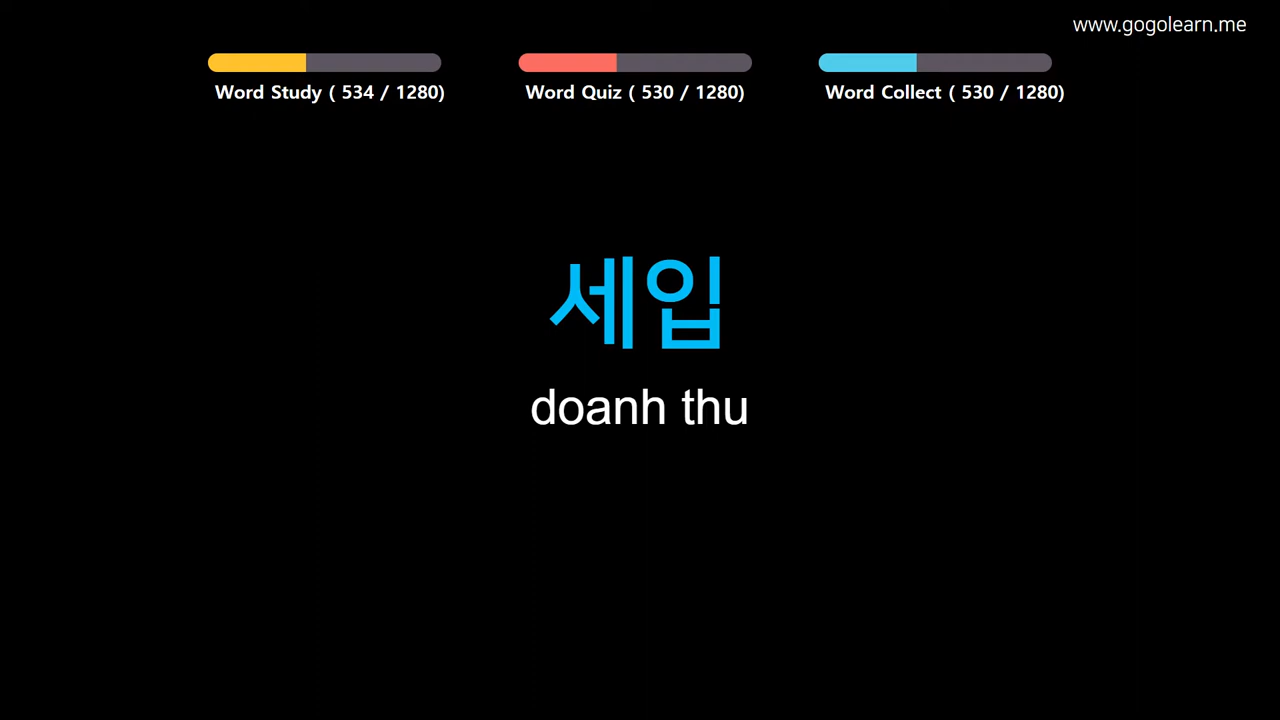 www.gogolearn.me
Word Study ( 534 / 1280)
Word Quiz ( 530 / 1280)
Word Collect ( 530 / 1280)
세입
doanh thu